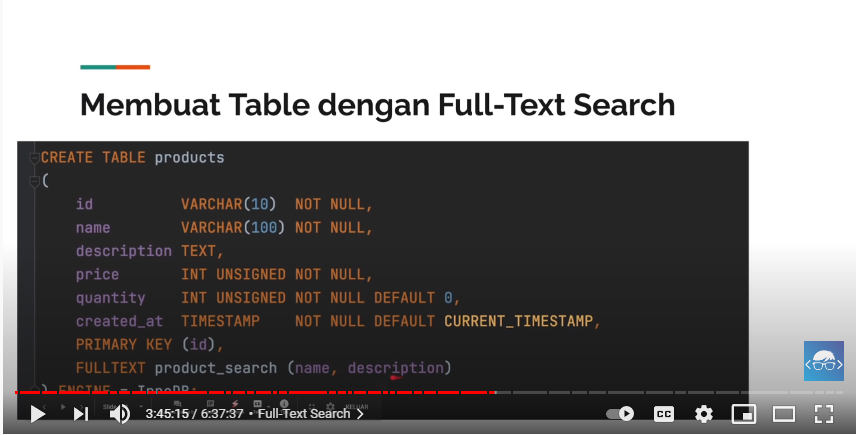 Membuat Table dengan Full-Text Search
CREATE TABLE products
(
id VARCHAR(10) NOT NULL,
name VARCHAR(100) NOT NULL,
description TEXT,
price INT UNSIGNED NOT NULL,
quantity INT UNSIGNED NOT NULL DEFAULT 0,
created_at TIMESTAMP NOT NULL DEFAULT CURRENT_TIMESTAMP,
PRIMARY KEY (id),
FULLTEXT product_search (name, description)
) ENGINE = InnoDB;
3:45:15 / 6:37:37 • Full-Text Search >
CC